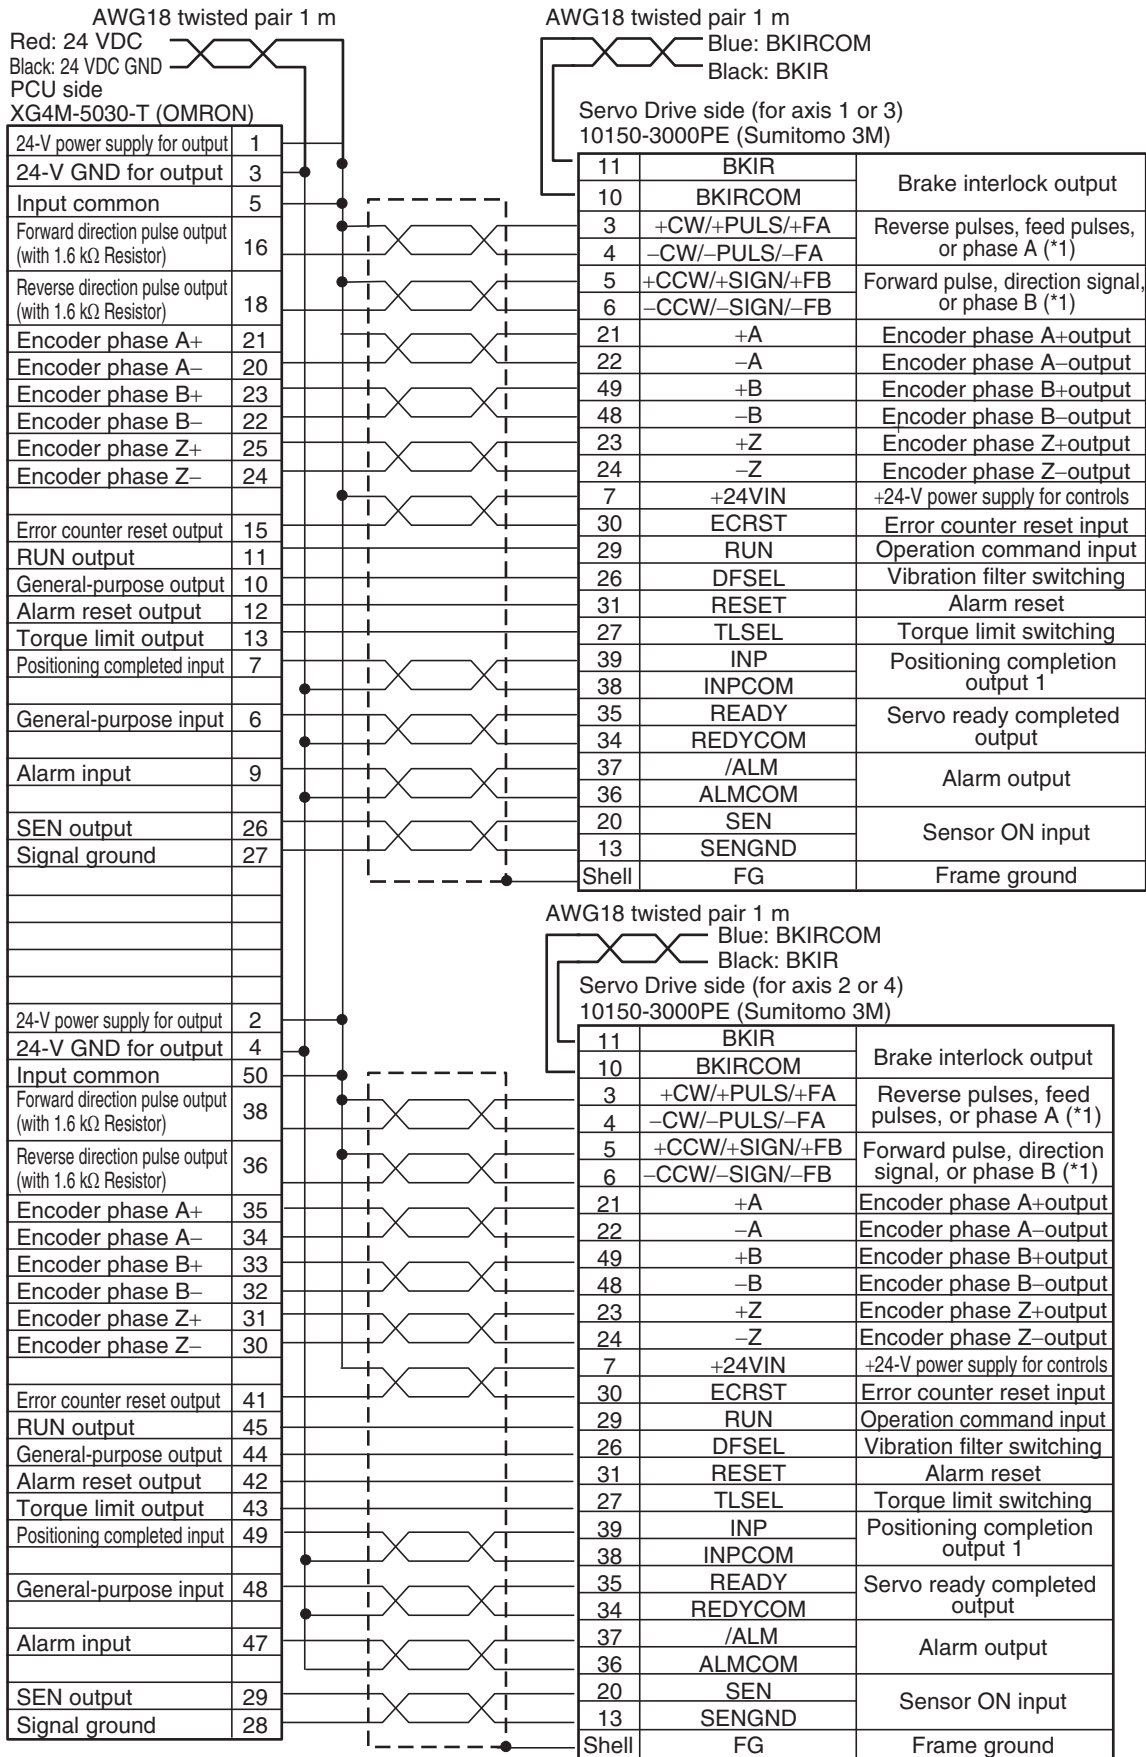 AWG18 twisted pair 1 m
Red: 24 VDC
Black: 24 VDC GND
PCU side
XG4M-5030-T (OMRON)
24-V power supply for output 1
24-V GND for output 3
Input common 5
Forward direction pulse output
(with 1.6 kΩ Resistor) 16
Reverse direction pulse output
(with 1.6 kΩ Resistor) 18
Encoder phase A+ 21
Encoder phase A− 20
Encoder phase B+ 23
Encoder phase B− 22
Encoder phase Z+ 25
Encoder phase Z− 24
Error counter reset output 15
RUN output 11
General-purpose output 10
Alarm reset output 12
Torque limit output 13
Positioning completed input 7
General-purpose input 6
Alarm input 9
SEN output 26
Signal ground 27
24-V power supply for output 2
24-V GND for output 4
Input common 50
Forward direction pulse output
(with 1.6 kΩ Resistor) 38
Reverse direction pulse output
(with 1.6 kΩ Resistor) 36
Encoder phase A+ 35
Encoder phase A− 34
Encoder phase B+ 33
Encoder phase B− 32
Encoder phase Z+ 31
Encoder phase Z− 30
Error counter reset output 41
RUN output 45
General-purpose output 44
Alarm reset output 42
Torque limit output 43
Positioning completed input 49
General-purpose input 48
Alarm input 47
SEN output 29
Signal ground 28
AWG18 twisted pair 1 m
Blue: BKIRCOM
Black: BKIR
Servo Drive side (for axis 1 or 3)
10150-3000PE (Sumitomo 3M)
11 BKIR
Brake interlock output
10 BKIRCOM
3 +CW/+PULS/+FA Reverse pulses, feed pulses,
4 −CW/−PULS/−FA or phase A (*1)
5 +CCW/+SIGN/+FB Forward pulse, direction signal,
6 −CCW/−SIGN/−FB or phase B (*1)
21 +A Encoder phase A+output
22 −A Encoder phase A−output
49 +B Encoder phase B+output
48 −B Encoder phase B−output
23 +Z Encoder phase Z+output
24 −Z Encoder phase Z−output
7 +24VIN +24-V power supply for controls
30 ECRST Error counter reset input
29 RUN Operation command input
26 DFSEL Vibration filter switching
31 RESET Alarm reset
27 TLSEL Torque limit switching
39 INP Positioning completion
38 INPCOM output 1
35 READY Servo ready completed
34 REDYCOM output
37 /ALM
Alarm output
36 ALMCOM
20 SEN
Sensor ON input
13 SENGND
Shell FG Frame ground
AWG18 twisted pair 1 m
Blue: BKIRCOM
Black: BKIR
Servo Drive side (for axis 2 or 4)
10150-3000PE (Sumitomo 3M)
11 BKIR
Brake interlock output
10 BKIRCOM
3 +CW/+PULS/+FA Reverse pulses, feed
4 −CW/−PULS/−FA pulses, or phase A (*1)
5 +CCW/+SIGN/+FB Forward pulse, direction
6 −CCW/−SIGN/−FB signal, or phase B (*1)
21 +A Encoder phase A+output
22 −A Encoder phase A−output
49 +B Encoder phase B+output
48 −B Encoder phase B−output
23 +Z Encoder phase Z+output
24 −Z Encoder phase Z−output
7 +24VIN +24-V power supply for controls
30 ECRST Error counter reset input
29 RUN Operation command input
26 DFSEL Vibration filter switching
31 RESET Alarm reset
27 TLSEL Torque limit switching
39 INP Positioning completion
38 INPCOM output 1
35 READY Servo ready completed
34 REDYCOM output
37 /ALM
Alarm output
36 ALMCOM
20 SEN
Sensor ON input
13 SENGND
Shell FG Frame ground